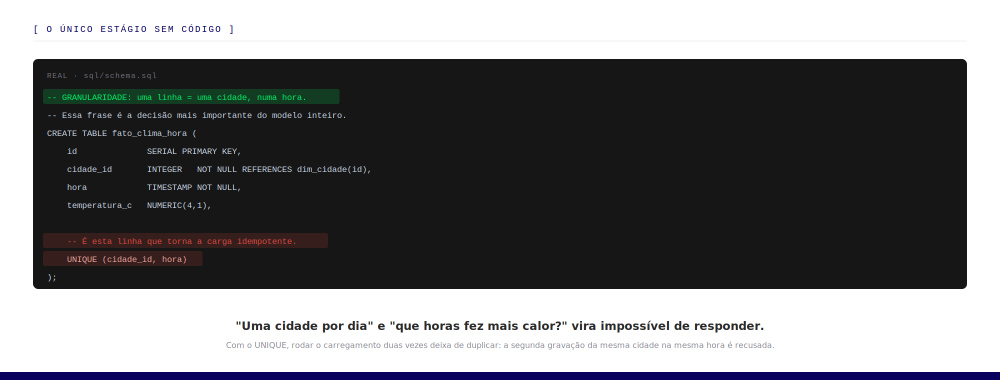 [ O ÚNICO ESTÁGIO SEM CÓDIGO ]
REAL · sql/schema.sql
-- GRANULARIDADE: uma linha = uma cidade, numa hora.
-- Essa frase é a decisão mais importante do modelo inteiro.
CREATE TABLE fato_clima_hora (
    id              SERIAL PRIMARY KEY,
    cidade_id       INTEGER   NOT NULL REFERENCES dim_cidade(id),
    hora            TIMESTAMP NOT NULL,
    temperatura_c   NUMERIC(4,1),
    -- É esta linha que torna a carga idempotente.
    UNIQUE (cidade_id, hora)
);
"Uma cidade por dia" e "que horas fez mais calor?" vira impossível de responder.
Com o UNIQUE, rodar o carregamento duas vezes deixa de duplicar: a segunda gravação da mesma cidade na mesma hora é recusada.